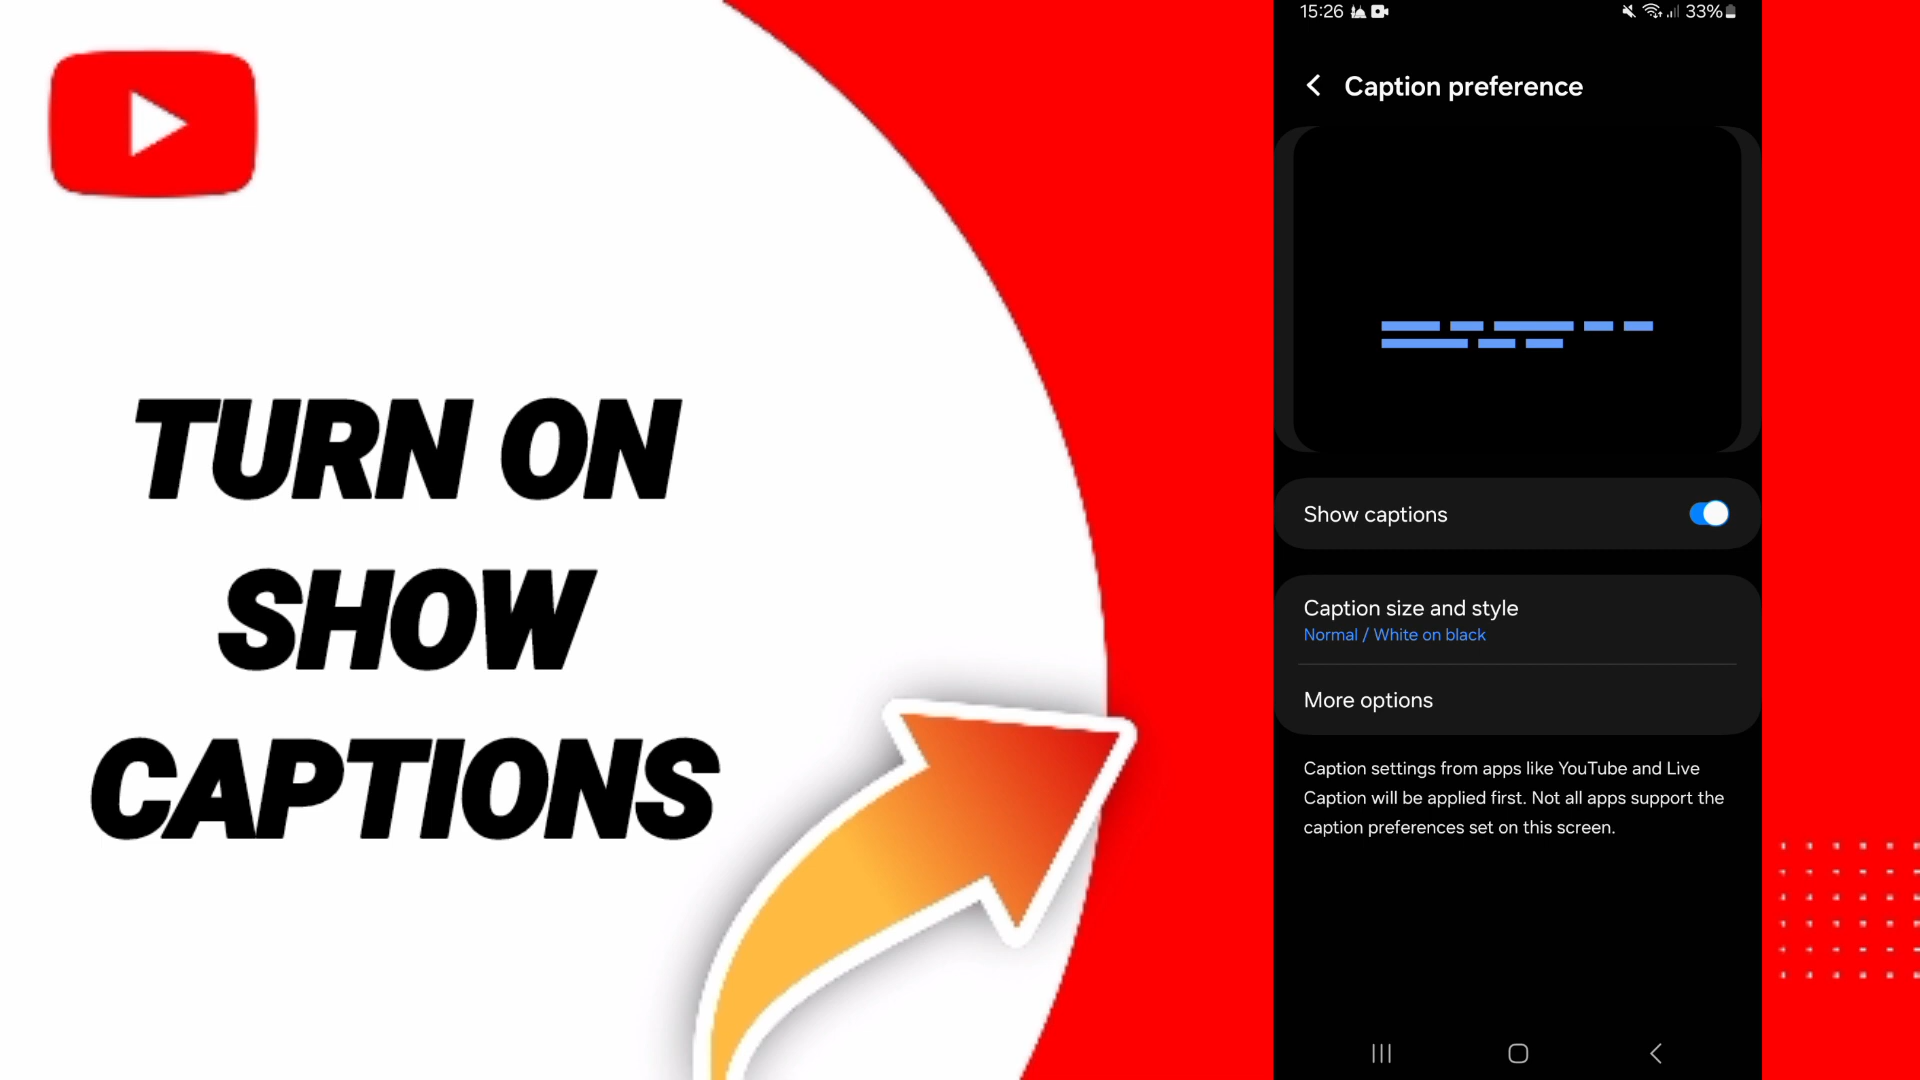 TURN ON
SHOW
CAPTIONS
15:26
33%
Caption preference
Show captions
Caption size and style
Normal / White on black
More options
Caption settings from apps like YouTube and Live
Caption will be applied first. Not all apps support the
caption preferences set on this screen.